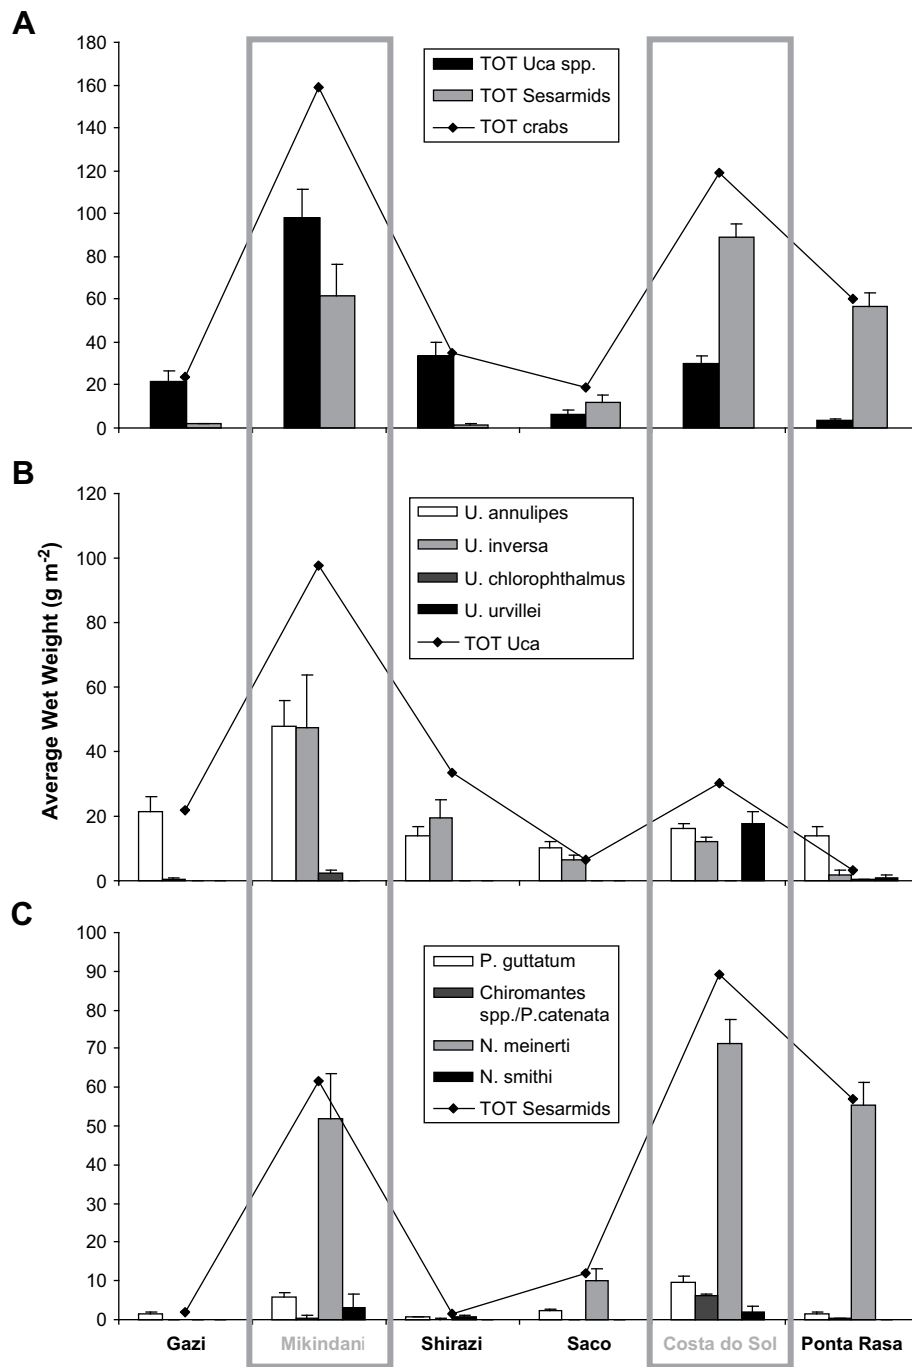 A
180
160
140
120
100
80
60
40
20
0
TOT Uca spp.
TOT Sesarmids
TOT crabs
B
Average Wet Weight (g m-2)
120
100
80
60
40
20
0
U. annulipes
U. inversa
U. chlorophthalmus
U. urvillei
TOT Uca
C
100
90
80
70
60
50
40
30
20
10
0
P. guttatum
Chiromantes
spp./P.catenata
N. meinerti
N. smithi
TOT Sesarmids
Gazi Mikindani Shirazi Saco Costa do Sol Ponta Rasa